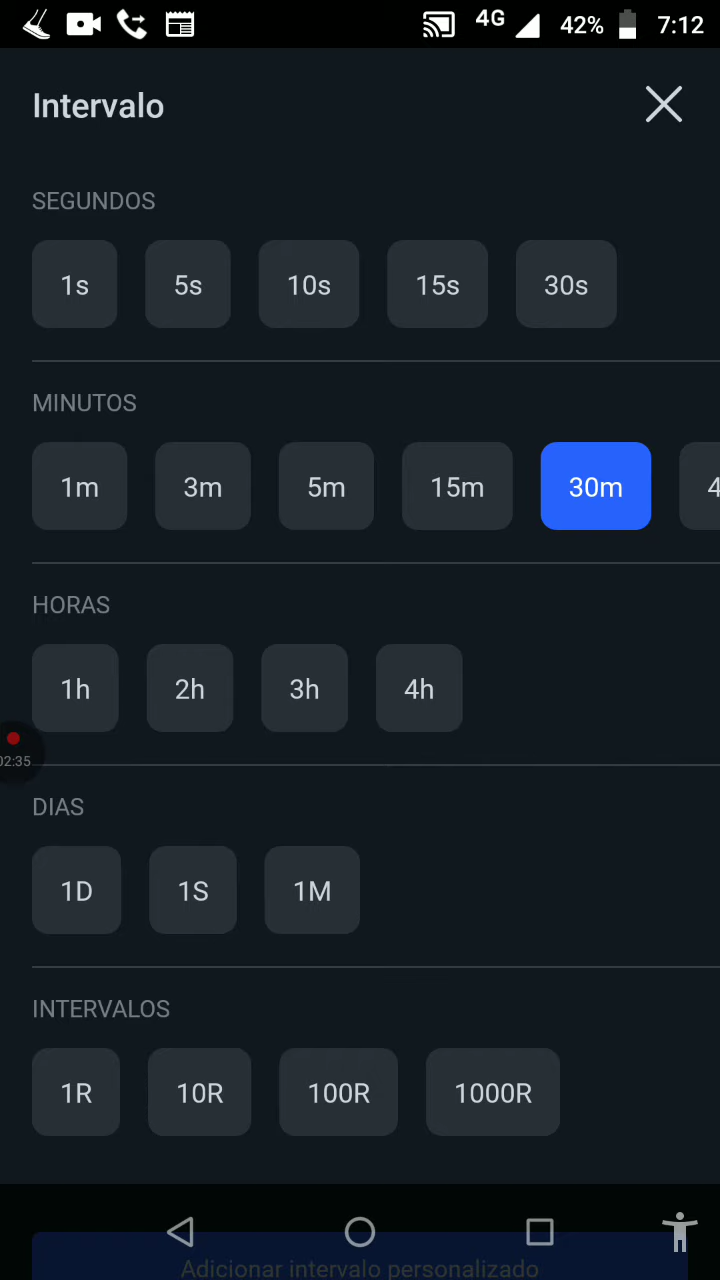 4G 42% 7:12
Intervalo
SEGUNDOS
1s 5s 10s 15s 30s
MINUTOS
1m 3m 5m 15m 30m 4
HORAS
1h 2h 3h 4h
02:35
DIAS
1D 1S 1M
INTERVALOS
1R 10R 100R 1000R
Adicionar intervalo personalizado